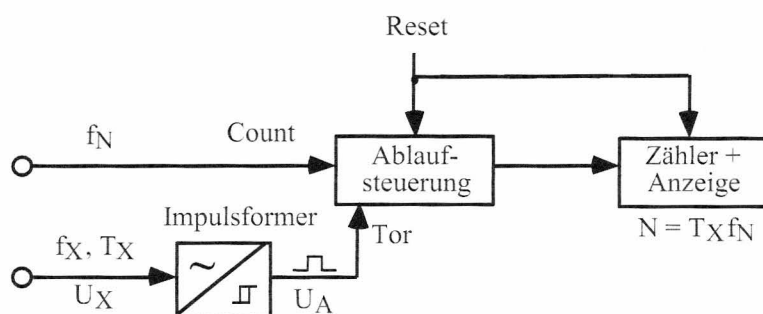 Reset
fN
Count
Ablauf-
steuerung
Zähler +
Anzeige
N = TX fN
Impulsformer
Tor
fX, TX
~
UX
UA